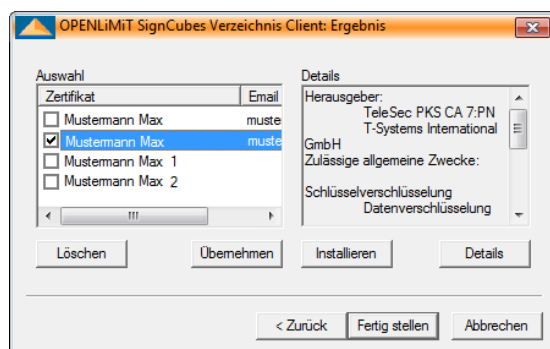 OPENLiMiT SignCubes Verzeichnis Client: Ergebnis
Auswahl
Zertifikat Email
Mustermann Max muste
Mustermann Max muste
Mustermann Max 1
Mustermann Max 2
Details
Herausgeber:
TeleSec PKS CA 7:PN
T-Systems International
GmbH
Zulässige allgemeine Zwecke:
Schlüsselverschlüsselung
Datenverschlüsselung
Löschen Übernehmen Installieren Details
< Zurück Fertig stellen Abbrechen